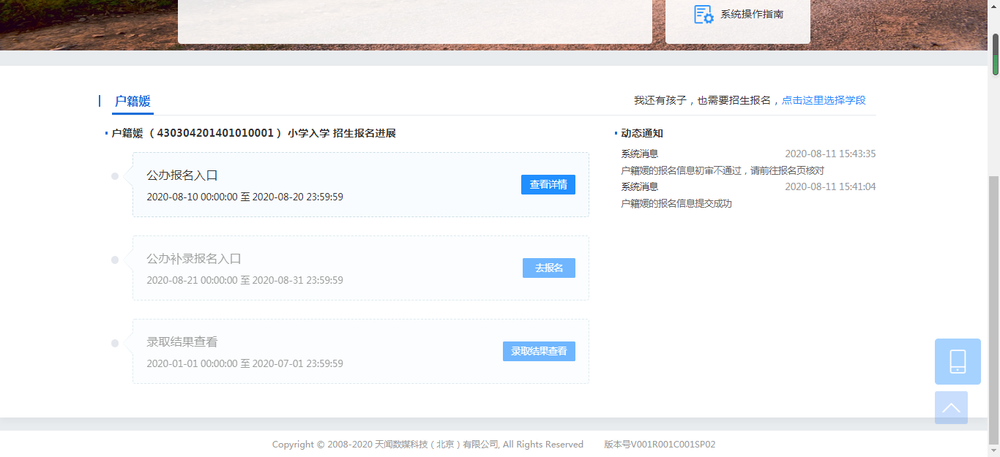 系统操作指南
户籍媛
我还有孩子，也需要招生报名，点击这里选择学段
户籍媛（430304201401010001） 小学入学 招生报名进展
公办报名入口
2020-08-10 00:00:00 至 2020-08-20 23:59:59
查看详情
公办补录报名入口
2020-08-21 00:00:00 至 2020-08-31 23:59:59
去报名
录取结果查看
2020-01-01 00:00:00 至 2020-07-01 23:59:59
录取结果查看
动态通知
系统消息 2020-08-11 15:43:35
户籍媛的报名信息初审不通过，请前往报名页核对
系统消息 2020-08-11 15:41:04
户籍媛的报名信息提交成功
Copyright © 2008-2020 天闻数媒科技（北京）有限公司, All Rights Reserved 版本号V001R001C001SP02